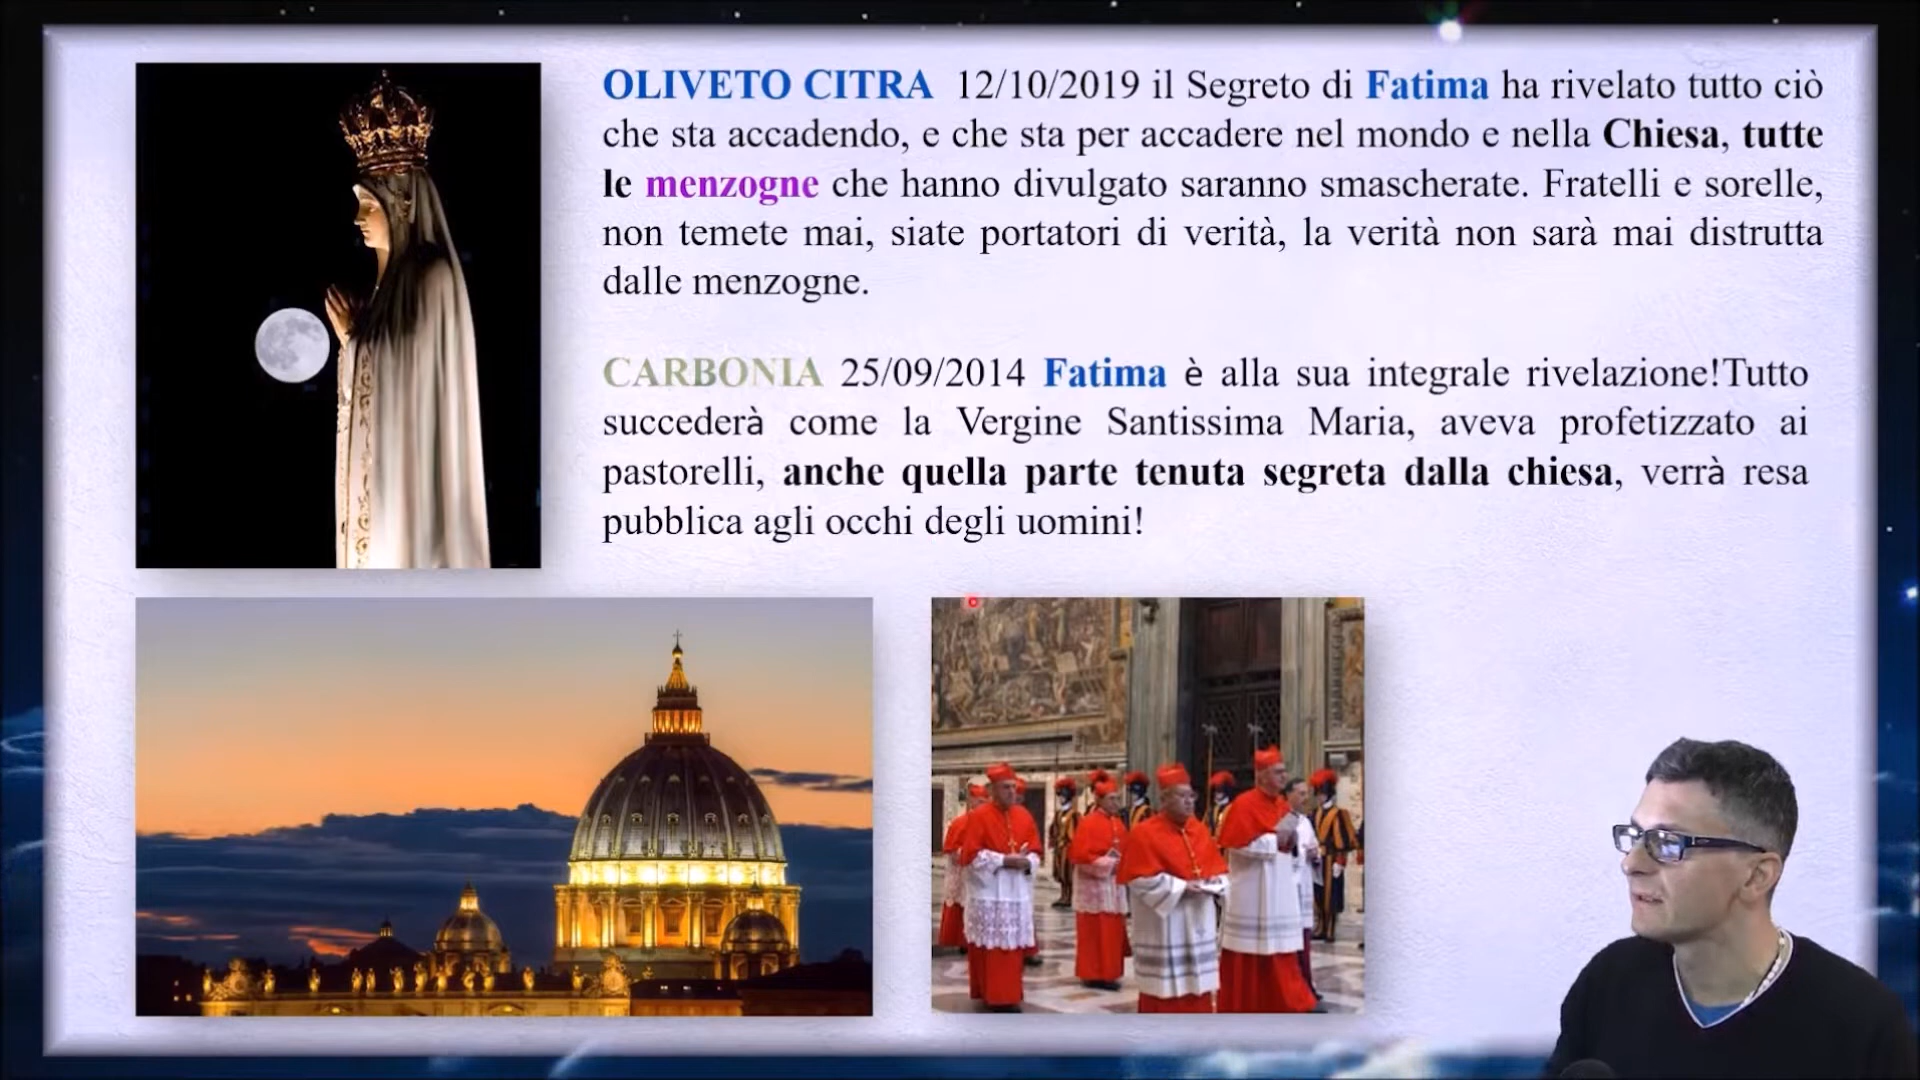 OLIVETO CITRA 12/10/2019 il Segreto di Fatima ha rivelato tutto ciò
che sta accadendo, e che sta per accadere nel mondo e nella Chiesa, tutte
le menzogne che hanno divulgato saranno smascherate. Fratelli e sorelle,
non temete mai, siate portatori di verità, la verità non sarà mai distrutta
dalle menzogne.
CARBONIA 25/09/2014 Fatima è alla sua integrale rivelazione!Tutto
succederà come la Vergine Santissima Maria, aveva profetizzato ai
pastorelli, anche quella parte tenuta segreta dalla chiesa, verrà resa
pubblica agli occhi degli uomini!